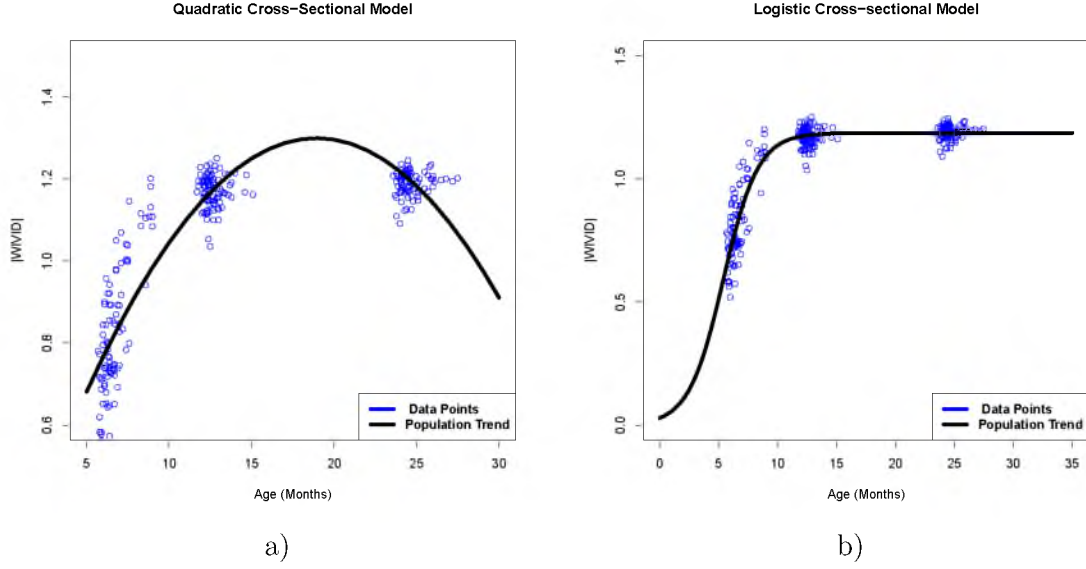 Quadratic Cross-Sectional Model
1.4
1.2
1.0
0.8
0.6
|WIVID|
5
10
15
20
25
30
Age (Months)
Data Points
Population Trend
a)
Logistic Cross-sectional Model
1.5
1.0
0.5
0.0
|WIVID|
0
5
10
15
20
25
30
35
Age (Months)
Data Points
Population Trend
b)